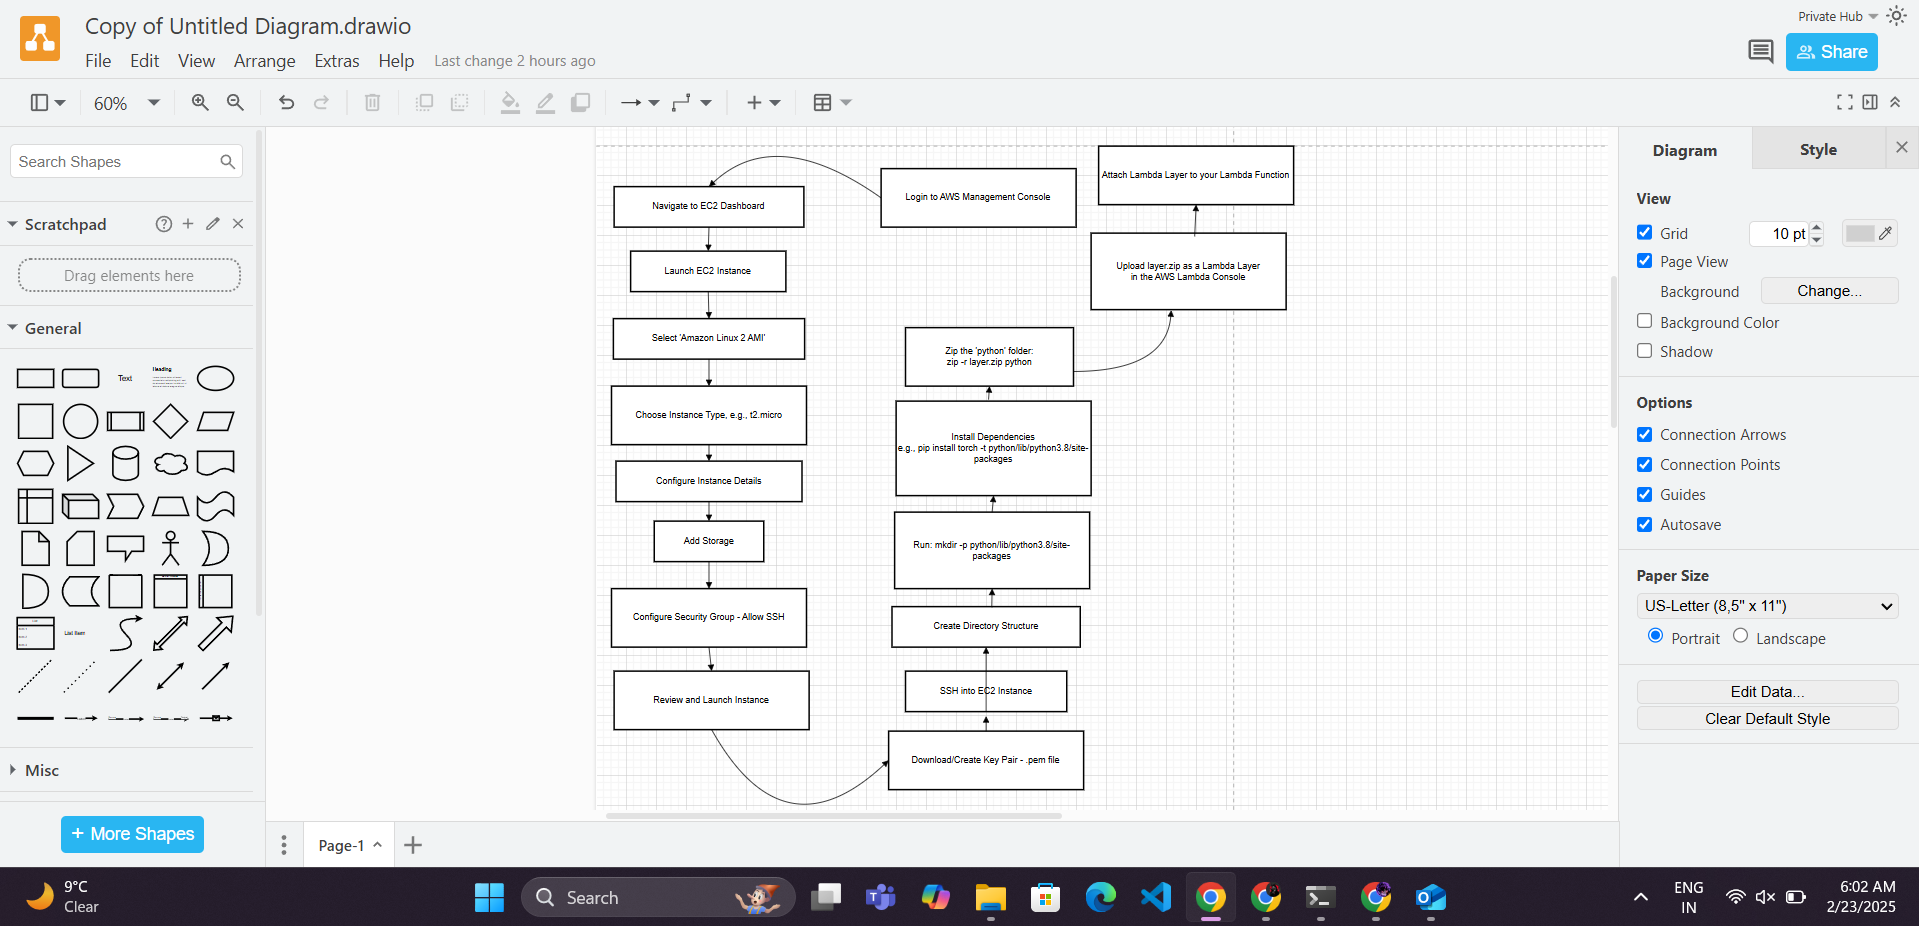 Copy of Untitled Diagram.drawio
Private Hub
File Edit View Arrange Extras Help Last change 2 hours ago
Share
60%
Search Shapes
Scratchpad
Drag elements here
General
Text
Heading
List Item
Misc
+ More Shapes
Navigate to EC2 Dashboard
Launch EC2 Instance
Select 'Amazon Linux 2 AMI'
Choose Instance Type, e.g., t2.micro
Configure Instance Details
Add Storage
Configure Security Group - Allow SSH
Review and Launch Instance
Login to AWS Management Console
Zip the 'python' folder:
zip -r layer.zip python
Install Dependencies
e.g., pip install torch -t python/lib/python3.8/site-
packages
Run: mkdir -p python/lib/python3.8/site-
packages
Create Directory Structure
SSH into EC2 Instance
Download/Create Key Pair - .pem file
Attach Lambda Layer to your Lambda Function
Upload layer.zip as a Lambda Layer
in the AWS Lambda Console
Page-1
Diagram Style
View
Grid 10 pt
Page View
Background Change...
Background Color
Shadow
Options
Connection Arrows
Connection Points
Guides
Autosave
Paper Size
US-Letter (8,5" x 11")
Portrait Landscape
Edit Data...
Clear Default Style
9°C
Clear
Search
ENG
IN
6:02 AM
2/23/2025